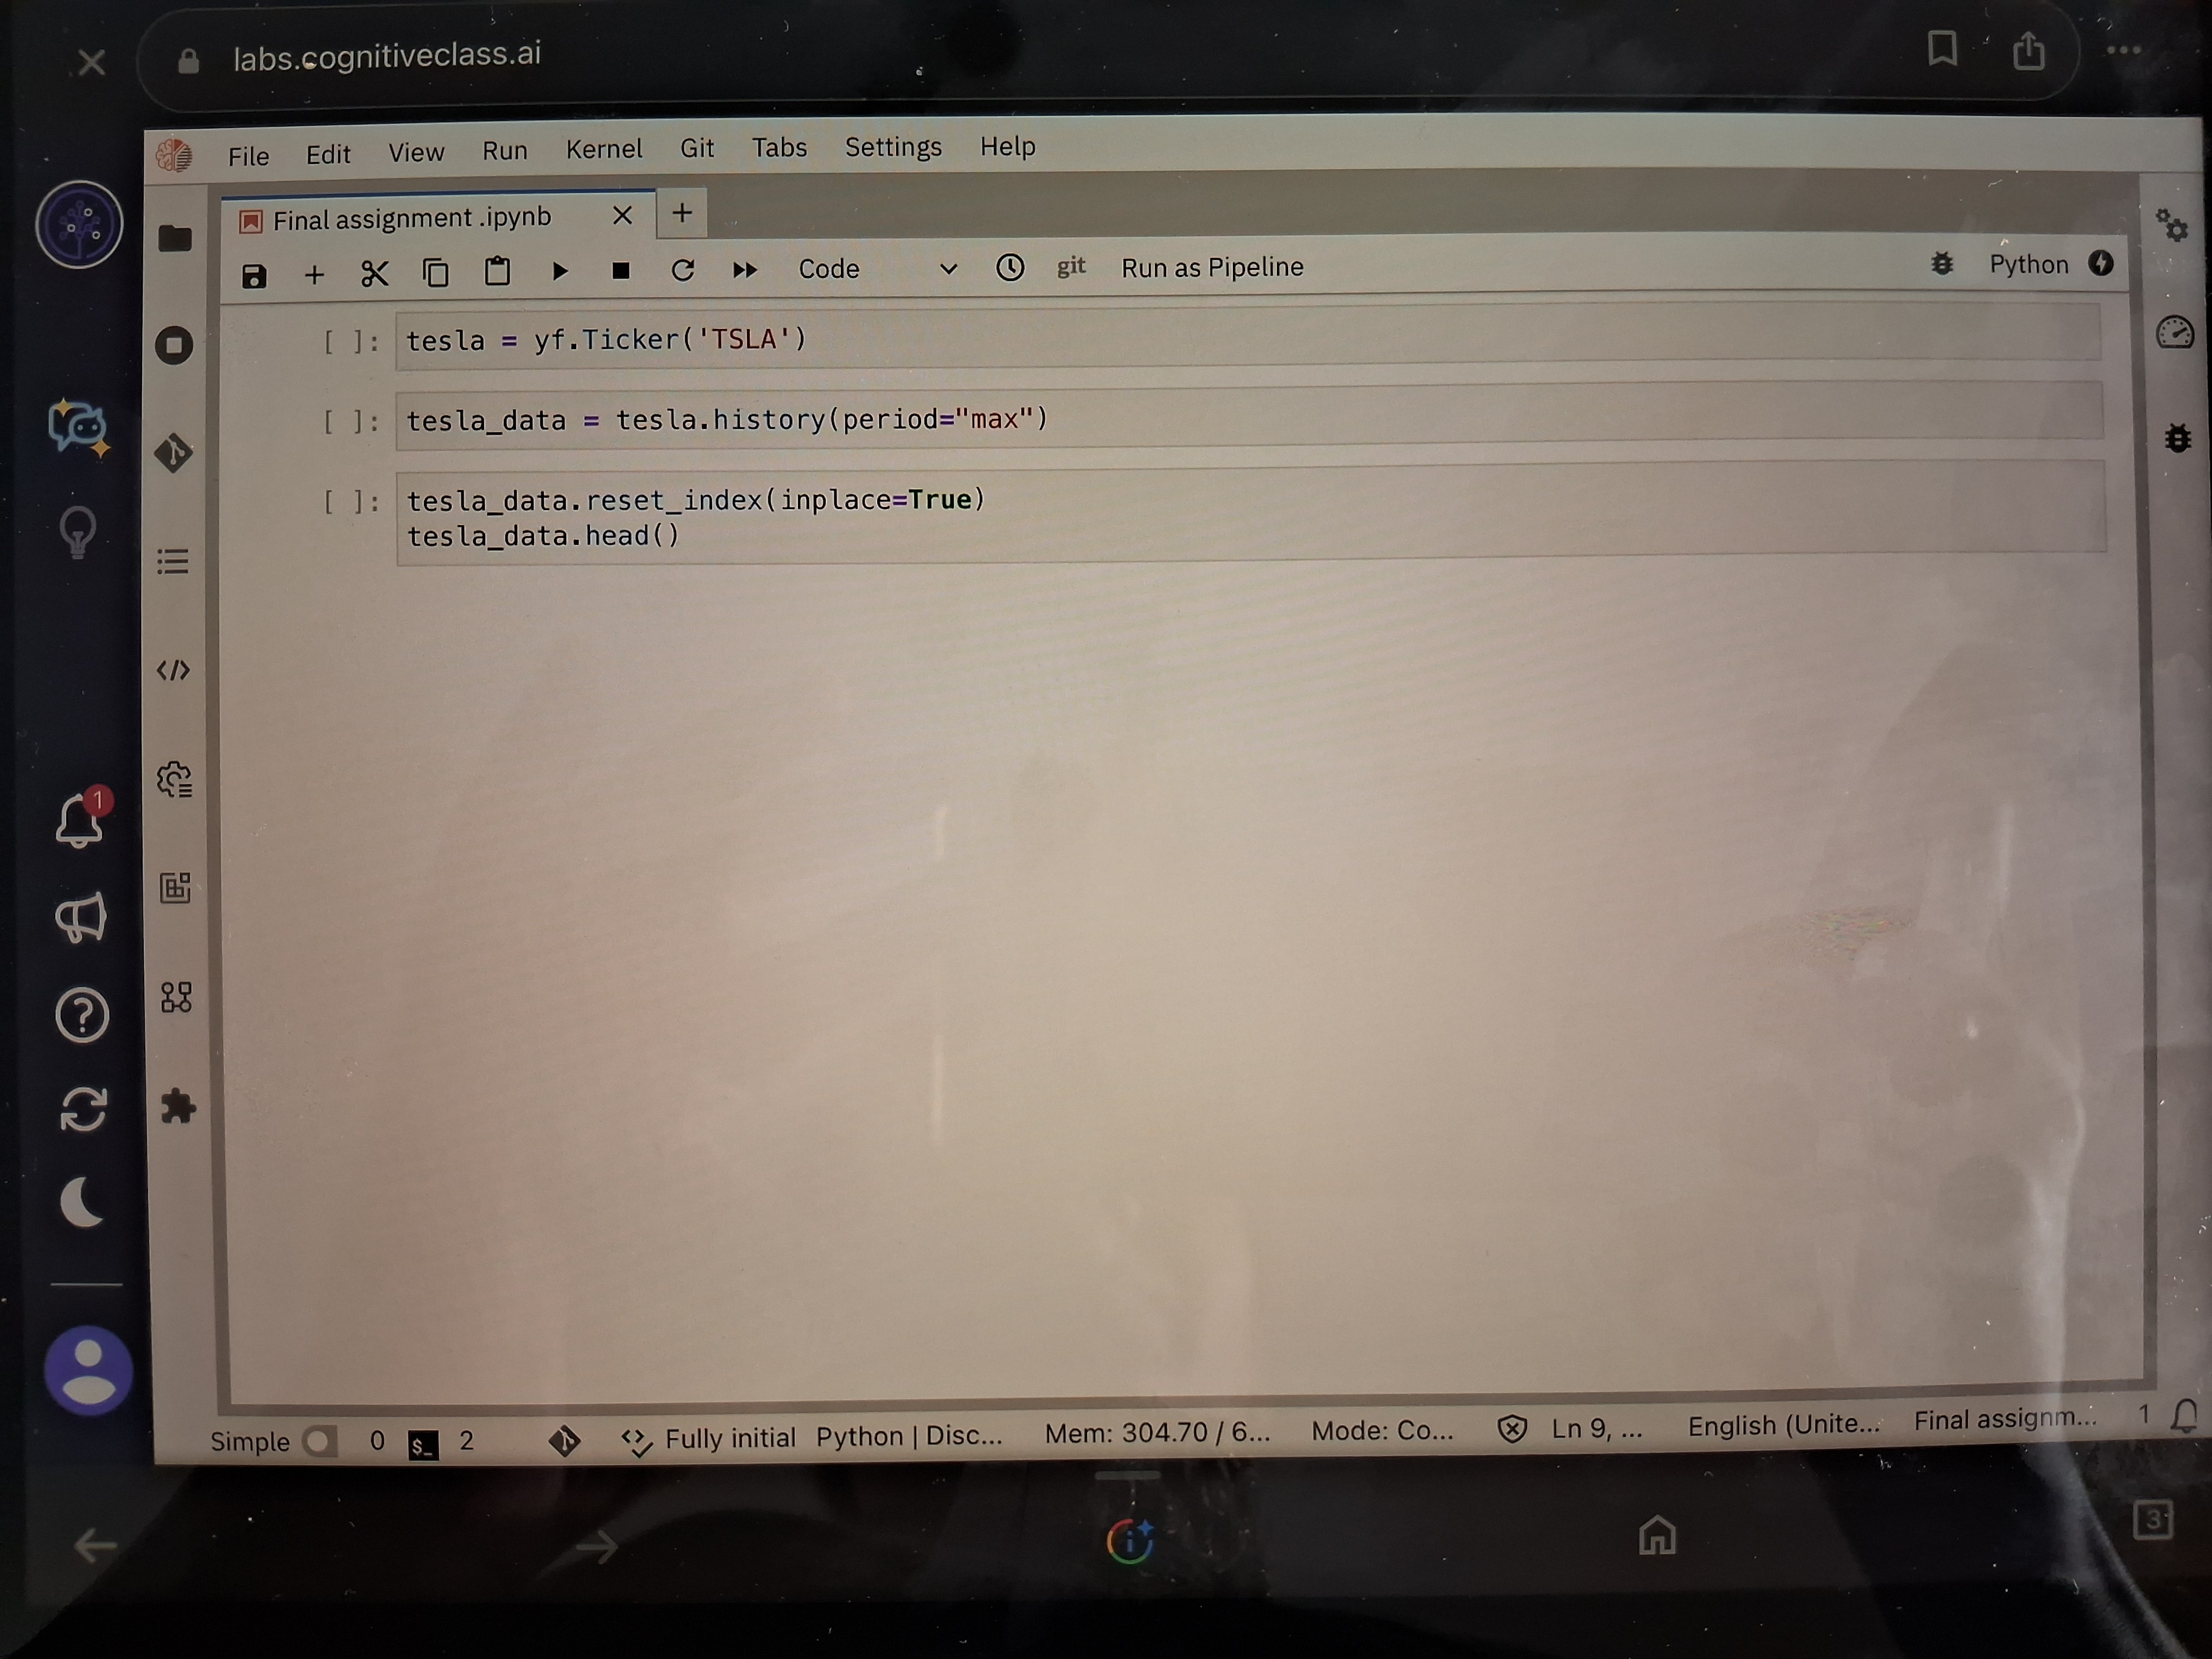 labs.cognitiveclass.ai
File Edit View Run Kernel Git Tabs Settings Help
Final assignment .ipynb
Code git Run as Pipeline Python
[ ]: tesla = yf.Ticker('TSLA')
[ ]: tesla_data = tesla.history(period="max")
[ ]: tesla_data.reset_index(inplace=True)
tesla_data.head()
1
Simple 0 $_ 2 Fully initial Python | Disc... Mem: 304.70 / 6... Mode: Co... Ln 9, ... English (Unite... Final assignm... 1
3